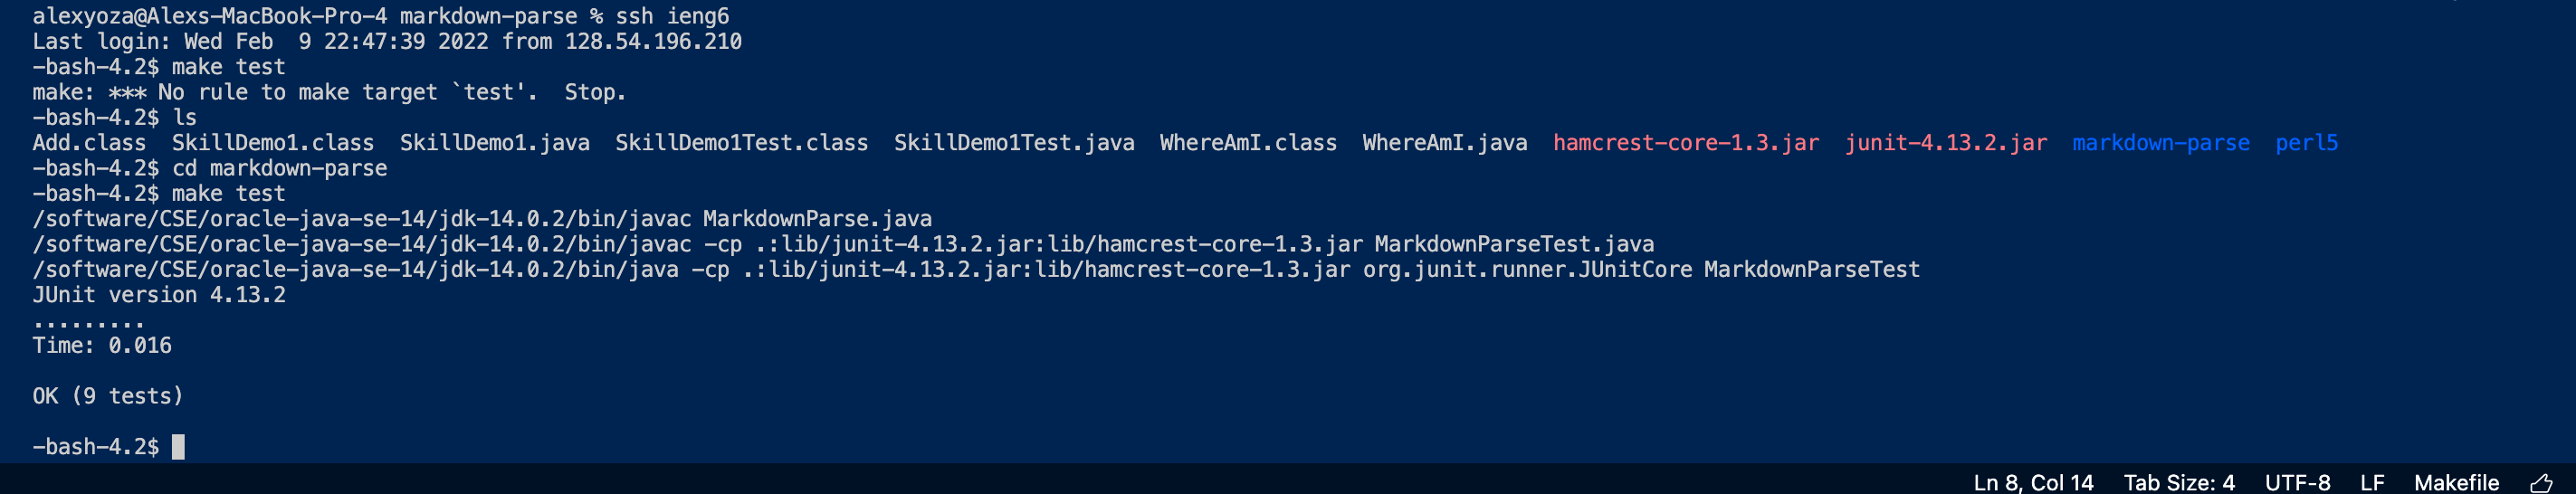 alexyoza@Alexs-MacBook-Pro-4 markdown-parse % ssh ieng6
Last login: Wed Feb  9 22:47:39 2022 from 128.54.196.210
-bash-4.2$ make test
make: *** No rule to make target `test'.  Stop.
-bash-4.2$ ls
Add.class  SkillDemo1.class  SkillDemo1.java  SkillDemo1Test.class  SkillDemo1Test.java  WhereAmI.class  WhereAmI.java  hamcrest-core-1.3.jar  junit-4.13.2.jar  markdown-parse  perl5
-bash-4.2$ cd markdown-parse
-bash-4.2$ make test
/software/CSE/oracle-java-se-14/jdk-14.0.2/bin/javac MarkdownParse.java
/software/CSE/oracle-java-se-14/jdk-14.0.2/bin/javac -cp .:lib/junit-4.13.2.jar:lib/hamcrest-core-1.3.jar MarkdownParseTest.java
/software/CSE/oracle-java-se-14/jdk-14.0.2/bin/java -cp .:lib/junit-4.13.2.jar:lib/hamcrest-core-1.3.jar org.junit.runner.JUnitCore MarkdownParseTest
JUnit version 4.13.2
.........
Time: 0.016
OK (9 tests)
-bash-4.2$
Ln 8, Col 14  Tab Size: 4  UTF-8  LF  Makefile